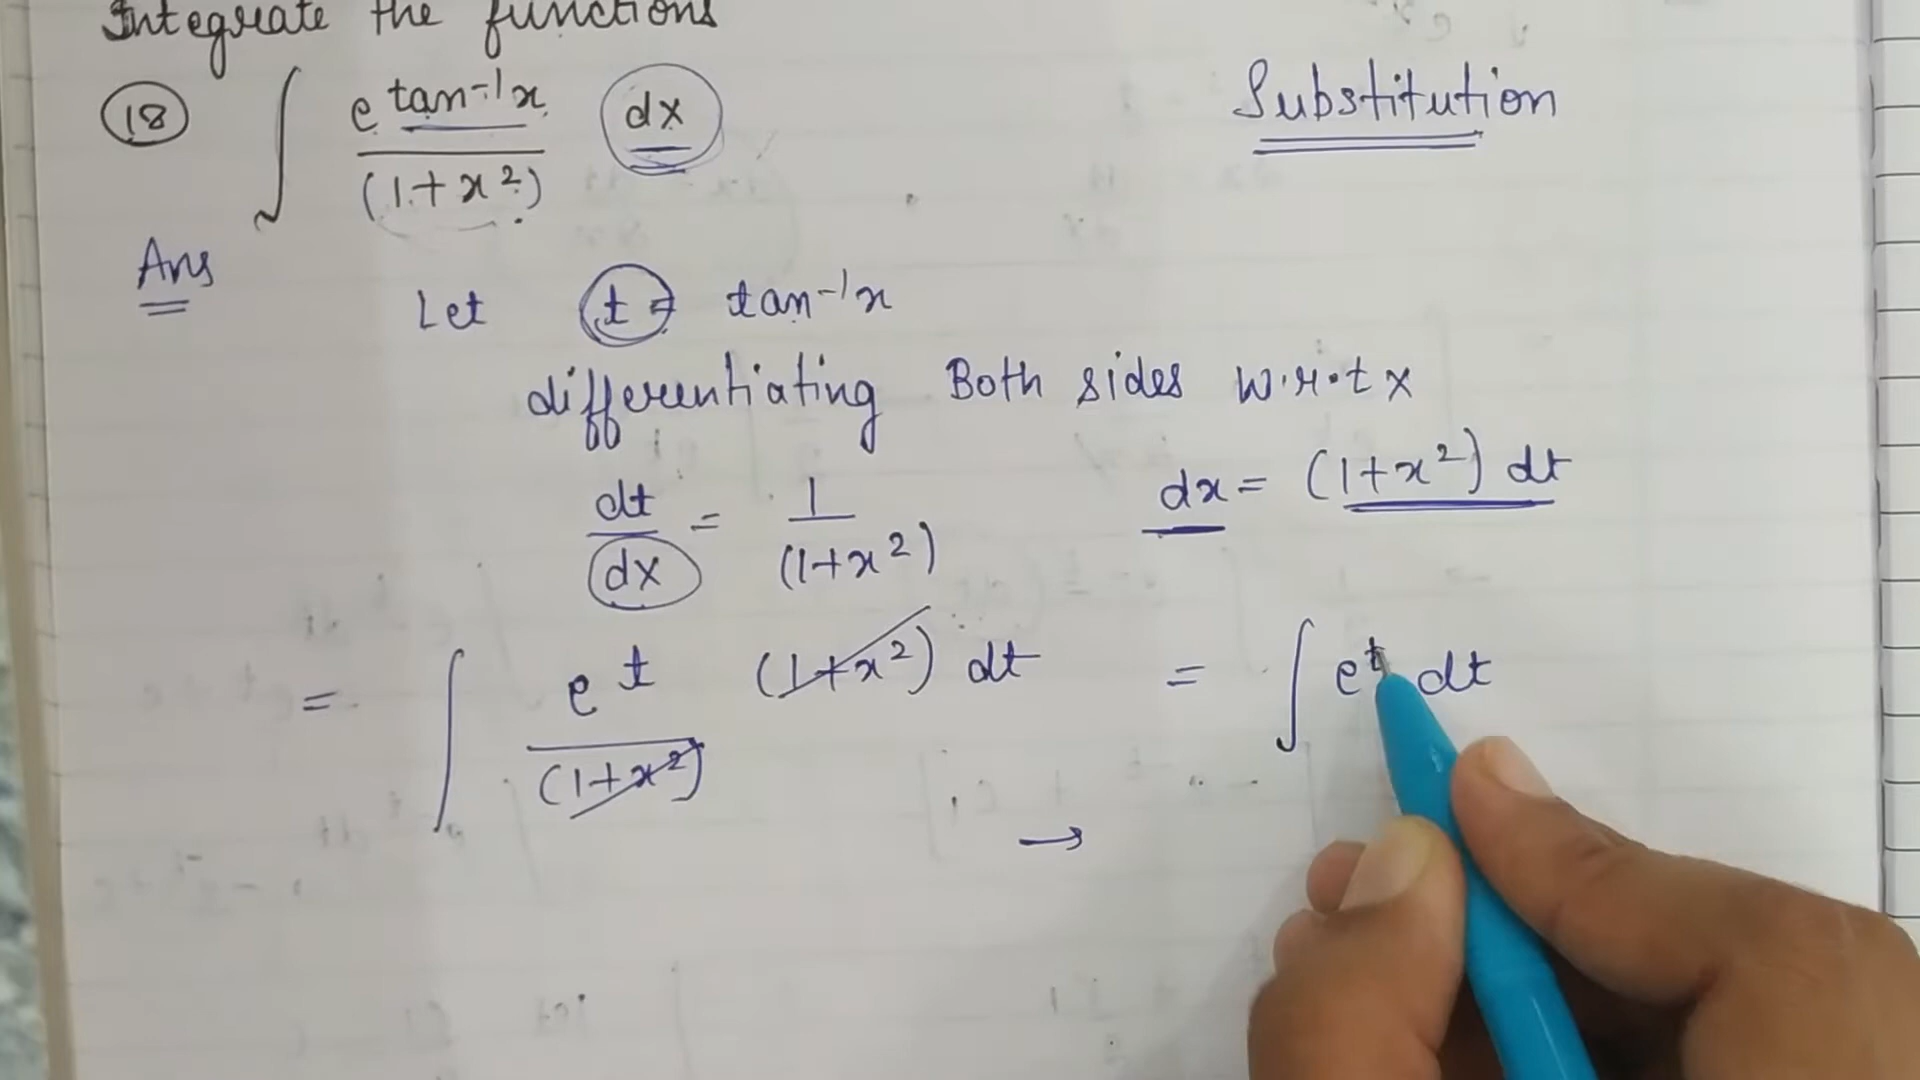 Integrate the functions
18 ∫ e^(tan⁻¹x) / (1+x²) dx
Substitution
Ans
Let t = tan⁻¹x
differentiating Both sides w.r.t x
dt/dx = 1/(1+x²) dx = (1+x²) dt
= ∫ e^t/(1+x²) (1+x²) dt = ∫ e^t dt
→